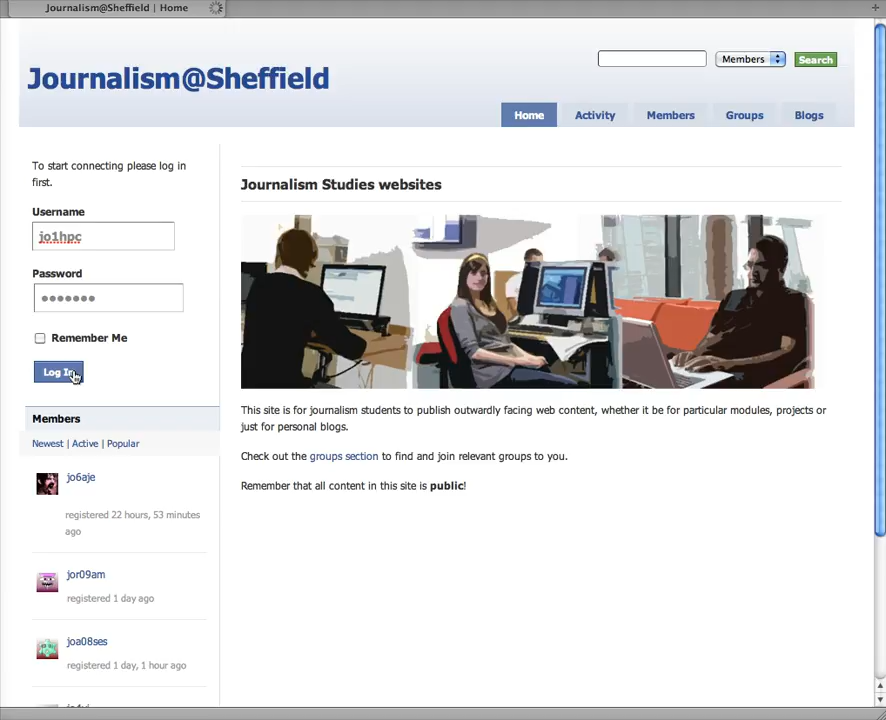 Journalism@Sheffield | Home
Members
Search
Journalism@Sheffield
Home
Activity
Members
Groups
Blogs
To start connecting please log in
first.
Username
jo1hpc
Password
Remember Me
Log In
Members
Newest | Active | Popular
jo6aje
registered 22 hours, 53 minutes
ago
jor09am
registered 1 day ago
joa08ses
registered 1 day, 1 hour ago
Journalism Studies websites
This site is for journalism students to publish outwardly facing web content, whether it be for particular modules, projects or
just for personal blogs.
Check out the groups section to find and join relevant groups to you.
Remember that all content in this site is public!